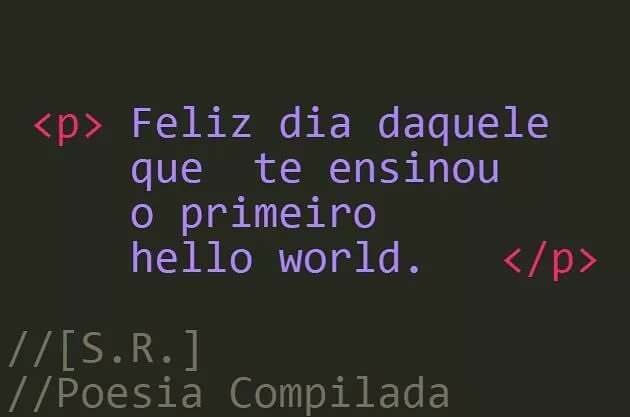 <p> Feliz dia daquele
que te ensinou
o primeiro
hello world. </p>
//[S.R.]
//Poesia Compilada